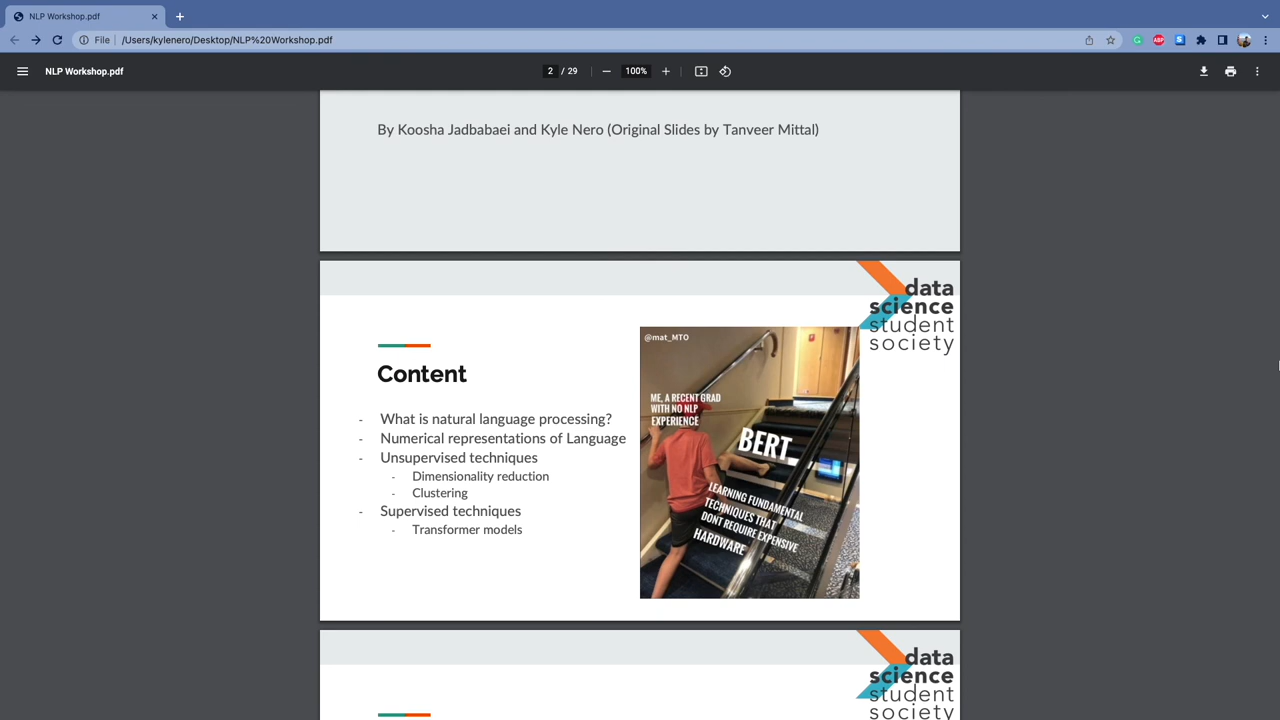 NLP Workshop.pdf
File
/Users/kylenero/Desktop/NLP%20Workshop.pdf
ABP
NLP Workshop.pdf
2 / 29
100%
By Koosha Jadbabaei and Kyle Nero (Original Slides by Tanveer Mittal)
data
science
student
society
Content
- What is natural language processing?
- Numerical representations of Language
- Unsupervised techniques
- Dimensionality reduction
- Clustering
- Supervised techniques
- Transformer models
@mat_MTO
ME, A RECENT GRAD
WITH NO NLP
EXPERIENCE
BERT
LEARNING FUNDAMENTAL
TECHNIQUES THAT
DONT REQUIRE EXPENSIVE
HARDWARE
data
science
student
society